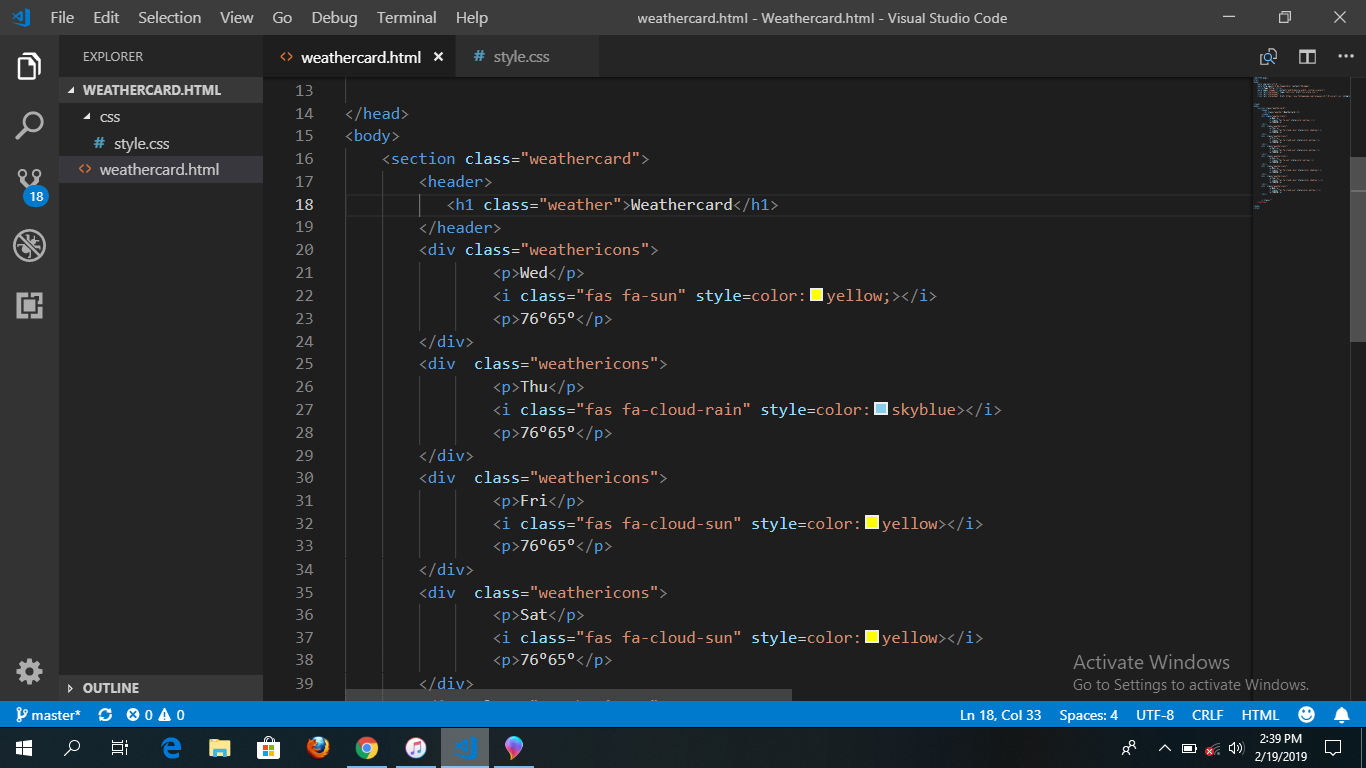 File Edit Selection View Go Debug Terminal Help
weathercard.html - Weathercard.html - Visual Studio Code
EXPLORER
WEATHERCARD.HTML
css
# style.css
<> weathercard.html
18
OUTLINE
<> weathercard.html ×
# style.css
13
14 </head>
15 <body>
16 <section class="weathercard">
17 <header>
18 <h1 class="weather">Weathercard</h1>
19 </header>
20 <div class="weathericons">
21 <p>Wed</p>
22 <i class="fas fa-sun" style=color:yellow;></i>
23 <p>76º65º</p>
24 </div>
25 <div  class="weathericons">
26 <p>Thu</p>
27 <i class="fas fa-cloud-rain" style=color:skyblue></i>
28 <p>76º65º</p>
29 </div>
30 <div  class="weathericons">
31 <p>Fri</p>
32 <i class="fas fa-cloud-sun" style=color:yellow></i>
33 <p>76º65º</p>
34 </div>
35 <div  class="weathericons">
36 <p>Sat</p>
37 <i class="fas fa-cloud-sun" style=color:yellow></i>
38 <p>76º65º</p>
39 </div>
Activate Windows
Go to Settings to activate Windows.
master* 0 0
Ln 18, Col 33 Spaces: 4 UTF-8 CRLF HTML
2:39 PM
2/19/2019